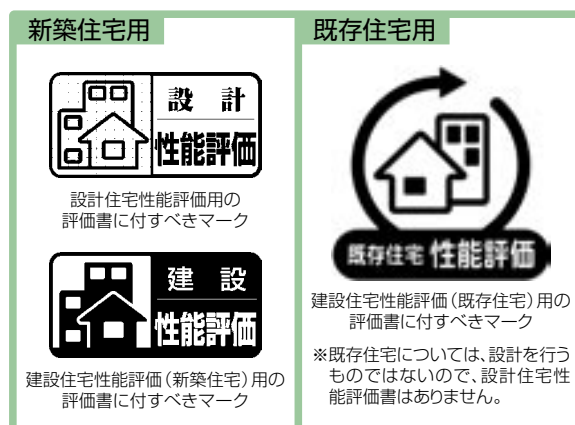 新築住宅用
設 計
性能評価
設計住宅性能評価用の
評価書に付すべきマーク
建 設
性能評価
建設住宅性能評価(新築住宅)用の
評価書に付すべきマーク
既存住宅用
既存住宅 性能評価
建設住宅性能評価(既存住宅)用の
評価書に付すべきマーク
※既存住宅については、設計を行う
ものではないので、設計住宅性
能評価書はありません。